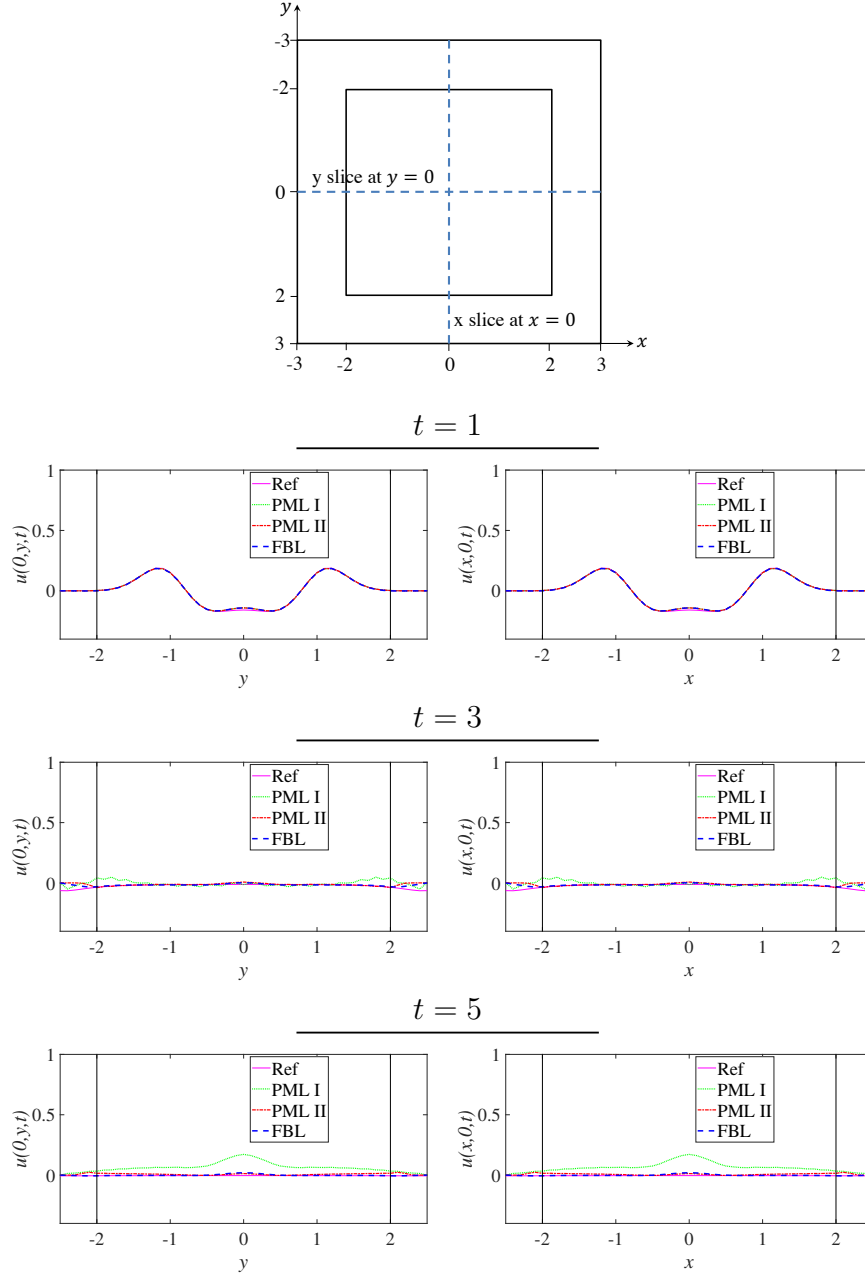 y
-3
-2
y slice at y = 0
0
2
x slice at x = 0
3
x
-3 -2 0 2 3
t = 1
1
0.5
0
u(0,y,t)
Ref
PML I
PML II
FBL
-2 -1 0 1 2
y
1
0.5
0
u(x,0,t)
Ref
PML I
PML II
FBL
-2 -1 0 1 2
x
t = 3
1
0.5
0
u(0,y,t)
Ref
PML I
PML II
FBL
-2 -1 0 1 2
y
1
0.5
0
u(x,0,t)
Ref
PML I
PML II
FBL
-2 -1 0 1 2
x
t = 5
1
0.5
0
u(0,y,t)
Ref
PML I
PML II
FBL
-2 -1 0 1 2
y
1
0.5
0
u(x,0,t)
Ref
PML I
PML II
FBL
-2 -1 0 1 2
x